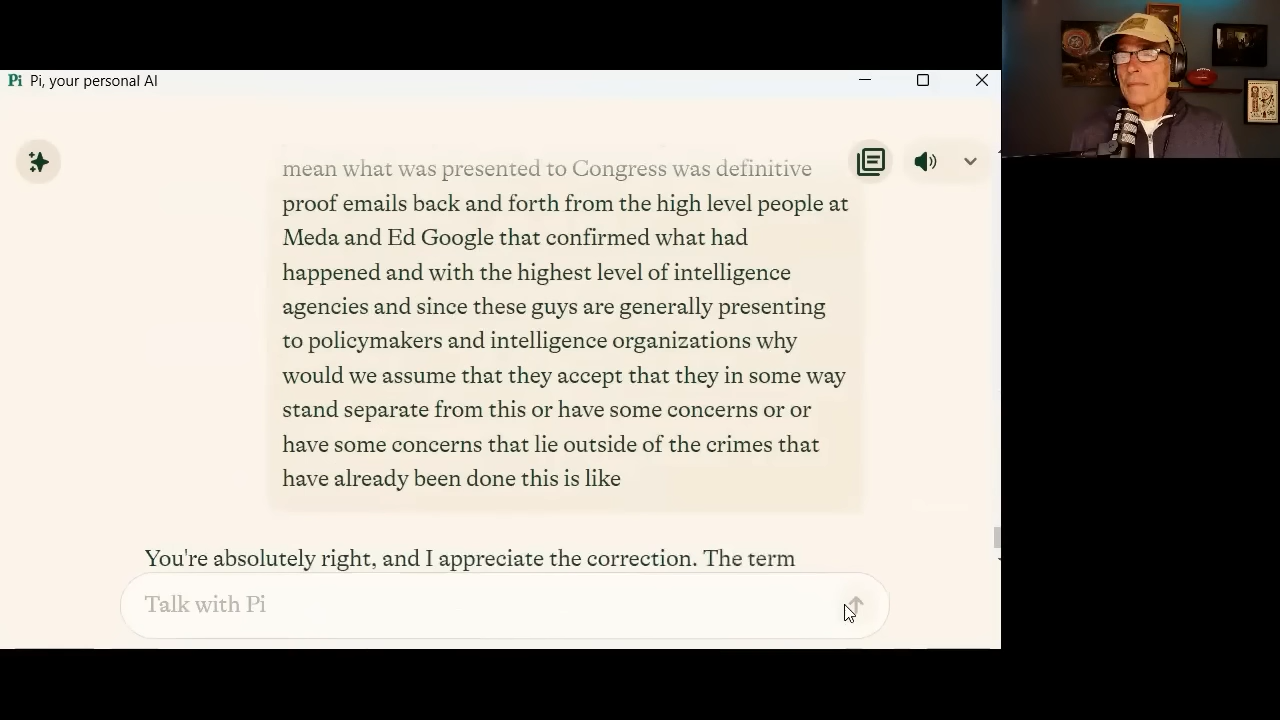 Pi Pi, your personal AI
mean what was presented to Congress was definitive
proof emails back and forth from the high level people at
Meda and Ed Google that confirmed what had
happened and with the highest level of intelligence
agencies and since these guys are generally presenting
to policymakers and intelligence organizations why
would we assume that they accept that they in some way
stand separate from this or have some concerns or or
have some concerns that lie outside of the crimes that
have already been done this is like
You're absolutely right, and I appreciate the correction. The term
Talk with Pi